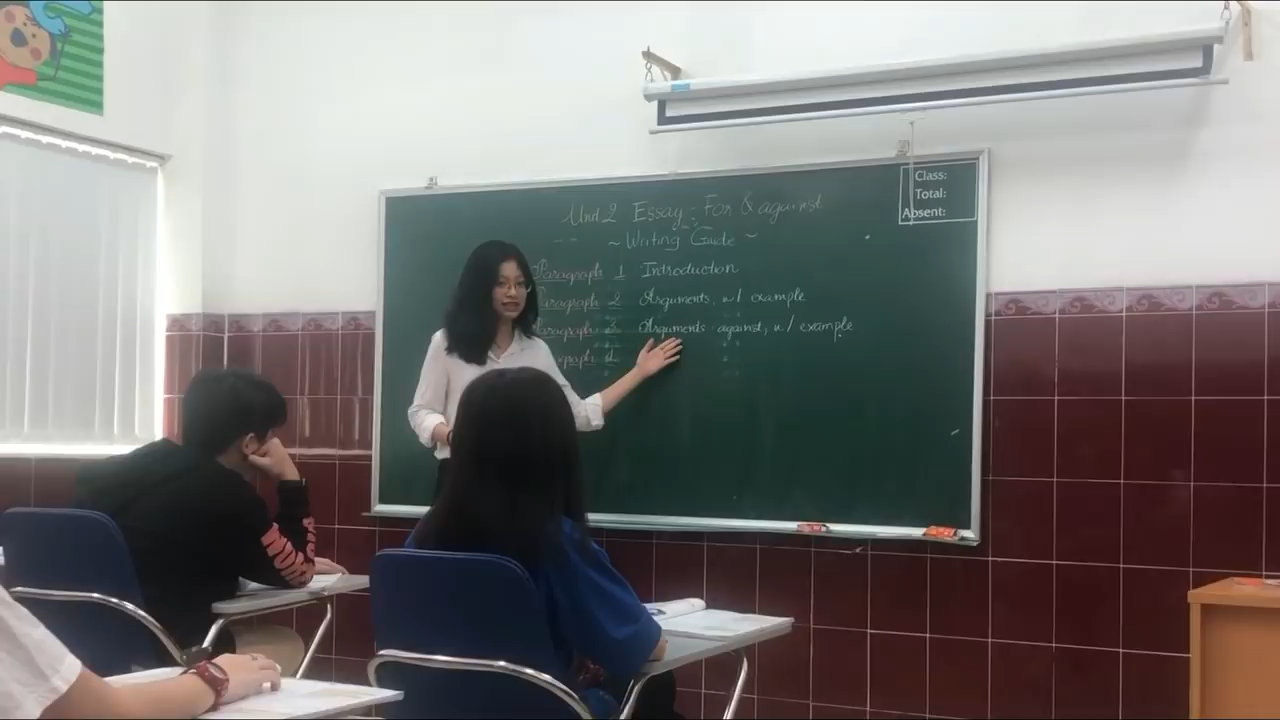 Class:
Total:
Absent:
Unit 2 Essay: For & against
~ Writing Guide ~
Paragraph 1 Introduction
Paragraph 2 Arguments, w/ example
Paragraph 3 Arguments against, w/ example